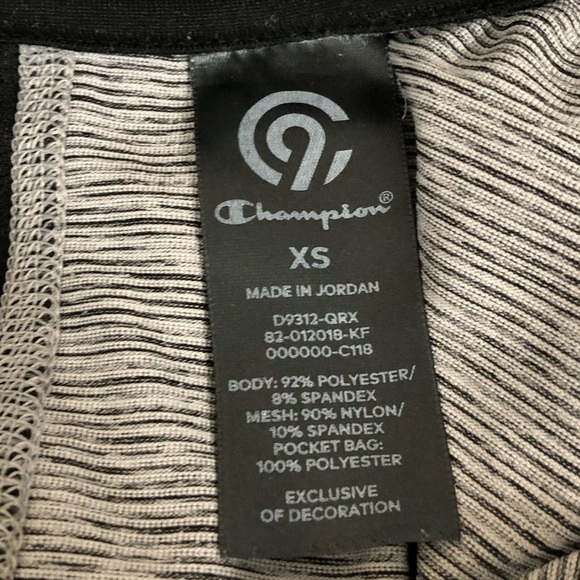 C9
Champion®
XS
MADE IN JORDAN
D9312-QRX
82-012018-KF
000000-C118
BODY: 92% POLYESTER/
8% SPANDEX
MESH: 90% NYLON/
10% SPANDEX
POCKET BAG:
100% POLYESTER
EXCLUSIVE
OF DECORATION